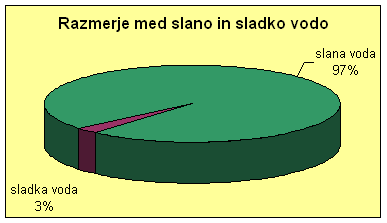 Razmerje med slano in sladko vodo
slana voda
97%
sladka voda
3%